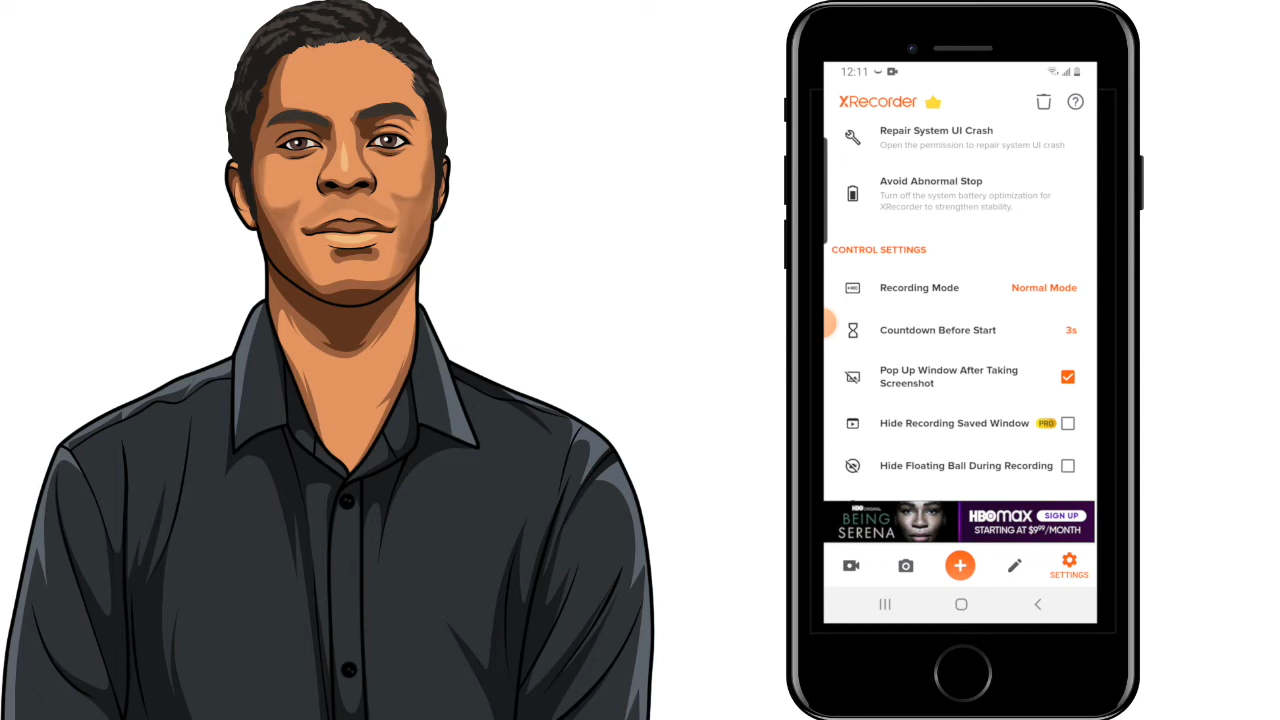 12:11
XRecorder
Repair System UI Crash
Open the permission to repair system UI crash
Avoid Abnormal Stop
Turn off the system battery optimization for
XRecorder to strengthen stability.
CONTROL SETTINGS
Recording Mode Normal Mode
Countdown Before Start 3s
Pop Up Window After Taking
Screenshot
Hide Recording Saved Window PRO
Hide Floating Ball During Recording
HBO ORIGINAL
BEING
SERENA
HBOMAX SIGN UP
STARTING AT $9.99/MONTH
SETTINGS